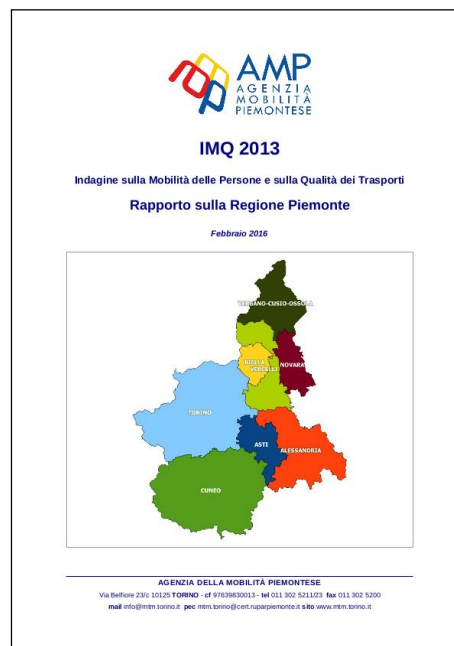 AMP
AGENZIA
MOBILITÀ
PIEMONTESE
IMQ 2013
Indagine sulla Mobilità delle Persone e sulla Qualità dei Trasporti
Rapporto sulla Regione Piemonte
Febbraio 2016
VERBANO-CUSIO-OSSOLA
BIELLA
NOVARA
VERCELLI
TORINO
ASTI
ALESSANDRIA
CUNEO
AGENZIA DELLA MOBILITÀ PIEMONTESE
Via Belfiore 23/c 10125 TORINO - cf 97639830013 - tel 011 302 5211/23 fax 011 302 5200
mail info@mtm.torino.it pec mtm.torino@cert.ruparpiemonte.it sito www.mtm.torino.it